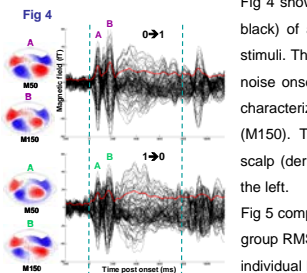 Fig 4
A
M50
B
M150
Magnetic field (fT)
A
B
0➔1
A
M50
B
M150
A
B
1➔0
Time post onset (ms)
Fig 4 show
black) of a
stimuli. Th
noise onse
characteriz
(M150). T
scalp (der
the left.
Fig 5 comp
group RMS
individual